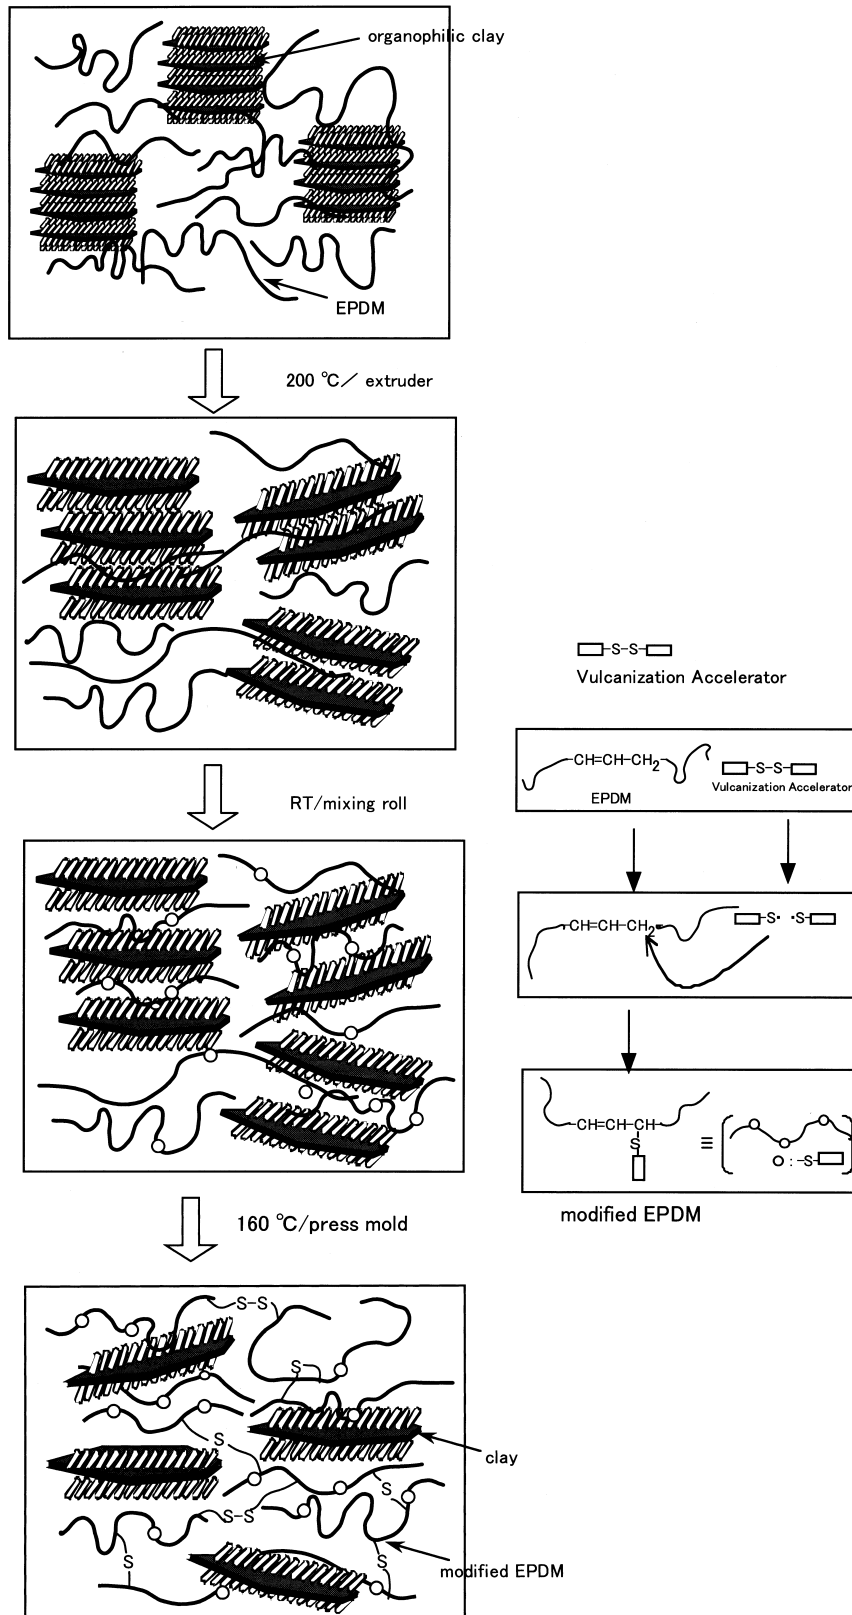 organophilic clay
EPDM
200 ℃/ extruder
RT/mixing roll
160 ℃/press mold
S-S
S
S
S-S
S
S
S
clay
modified EPDM
-S-S-
Vulcanization Accelerator
-CH=CH-CH2-
EPDM
-S-S-
Vulcanization Accelerator
-CH=CH-CH2•
-S• •S-
-CH=CH-CH
S
≡
O : -S-
modified EPDM